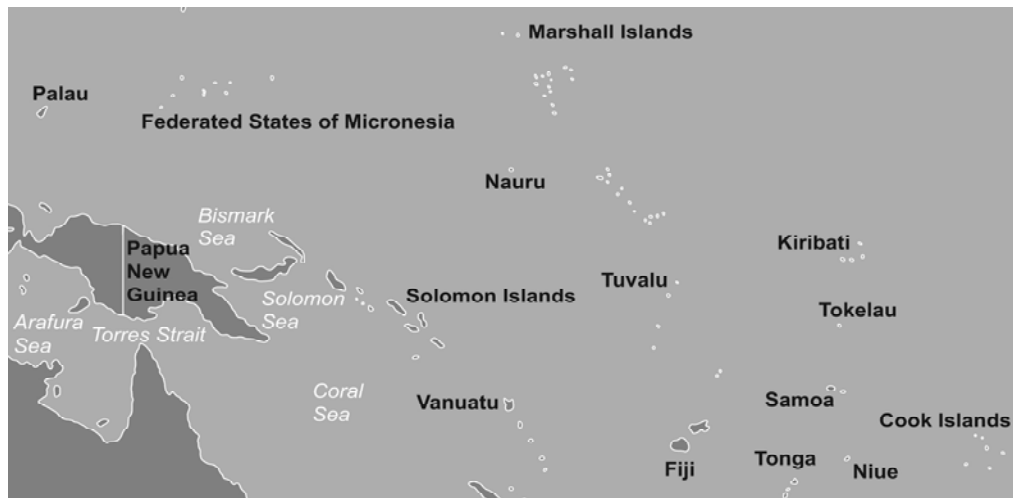 Marshall Islands
Palau
Federated States of Micronesia
Nauru
Bismark
Sea
Kiribati
Papua
New
Guinea
Tuvalu
Solomon
Sea
Solomon Islands
Tokelau
Arafura
Sea
Torres Strait
Coral
Sea
Vanuatu
Samoa
Cook Islands
Fiji
Tonga
Niue